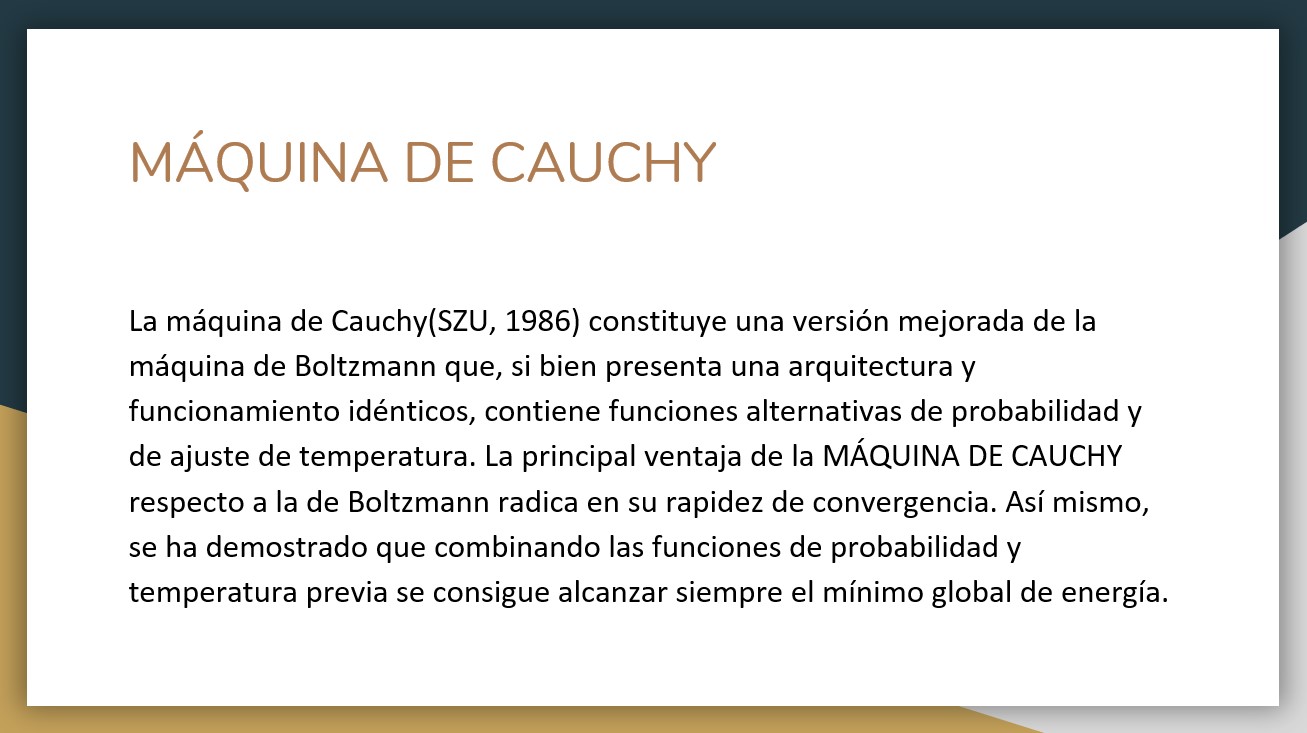 MÁQUINA DE CAUCHY
La máquina de Cauchy(SZU, 1986) constituye una versión mejorada de la
máquina de Boltzmann que, si bien presenta una arquitectura y
funcionamiento idénticos, contiene funciones alternativas de probabilidad y
de ajuste de temperatura. La principal ventaja de la MÁQUINA DE CAUCHY
respecto a la de Boltzmann radica en su rapidez de convergencia. Así mismo,
se ha demostrado que combinando las funciones de probabilidad y
temperatura previa se consigue alcanzar siempre el mínimo global de energía.